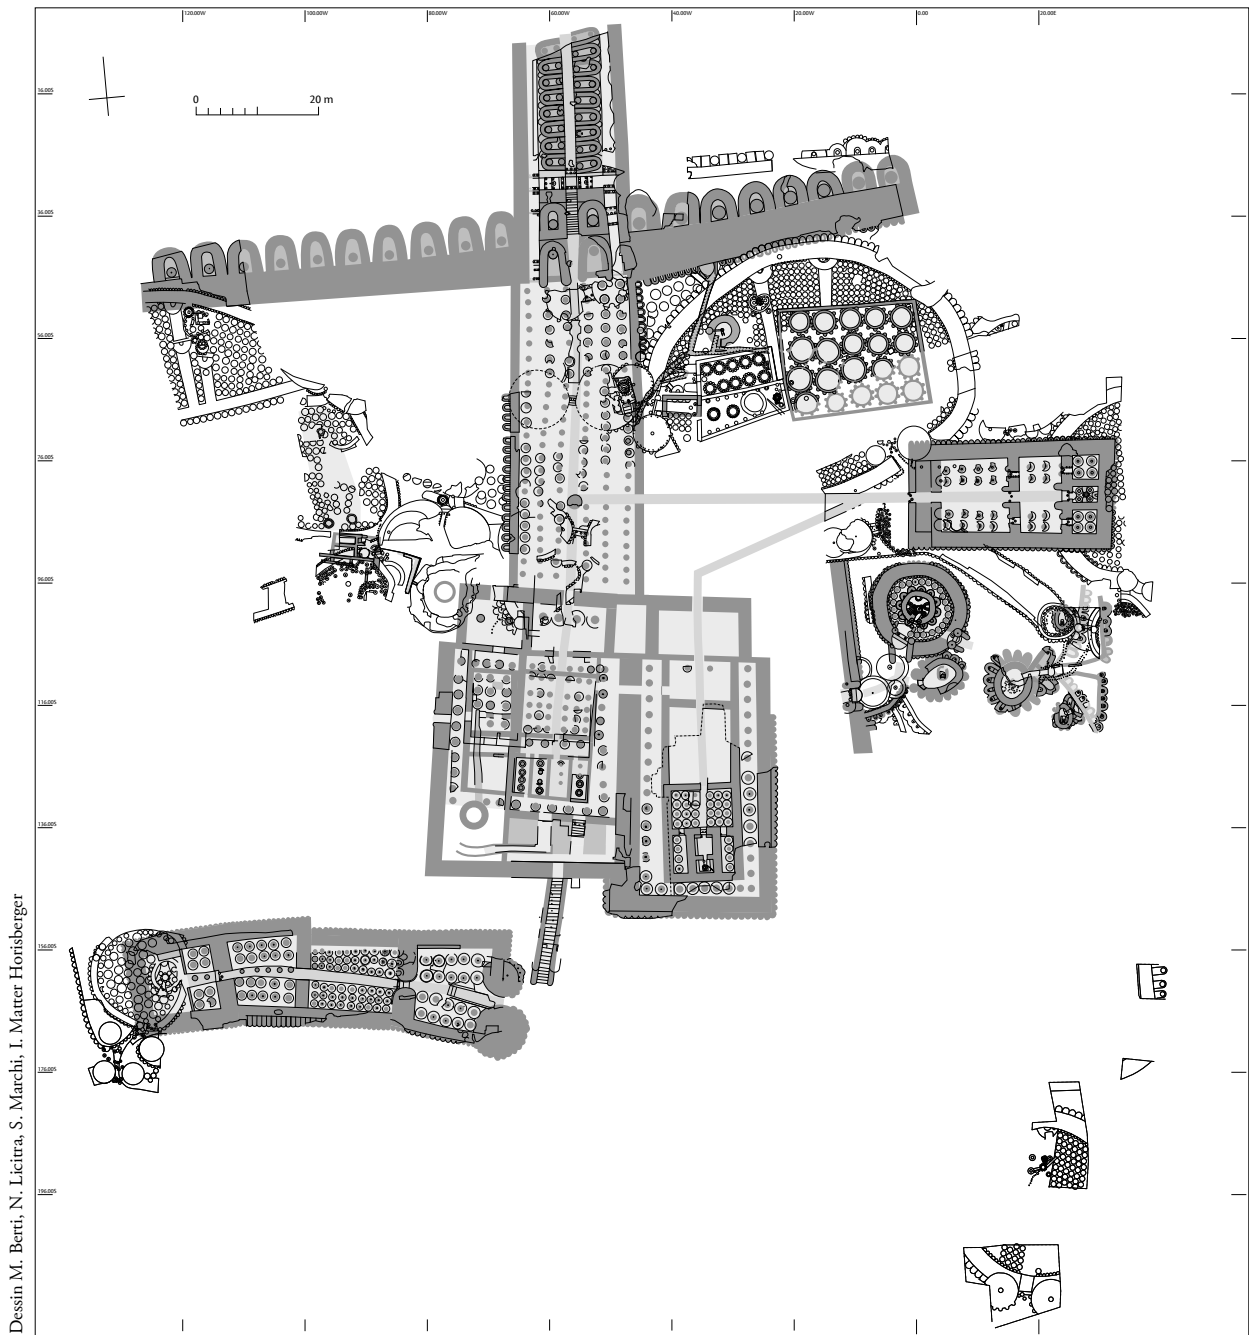 120.00W 100.00W 80.00W 60.00W 40.00W 20.00W 0.00 20.00E
16.00S
0 20 m
36.00S
56.00S
76.00S
96.00S
116.00S
136.00S
156.00S
176.00S
196.00S
Dessin M. Berti, N. Licitra, S. Marchi, I. Matter Horisberger